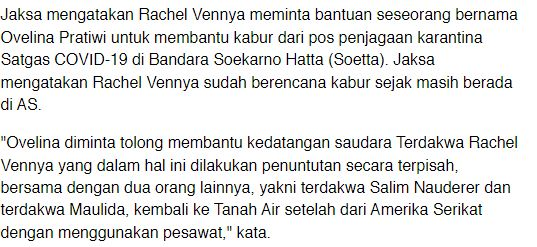 Jaksa mengatakan Rachel Vennya meminta bantuan seseorang bernama
Ovelina Pratiwi untuk membantu kabur dari pos penjagaan karantina
Satgas COVID-19 di Bandara Soekarno Hatta (Soetta). Jaksa
mengatakan Rachel Vennya sudah berencana kabur sejak masih berada
di AS.
"Ovelina diminta tolong membantu kedatangan saudara Terdakwa Rachel
Vennya yang dalam hal ini dilakukan penuntutan secara terpisah,
bersama dengan dua orang lainnya, yakni terdakwa Salim Nauderer dan
terdakwa Maulida, kembali ke Tanah Air setelah dari Amerika Serikat
dengan menggunakan pesawat," kata.